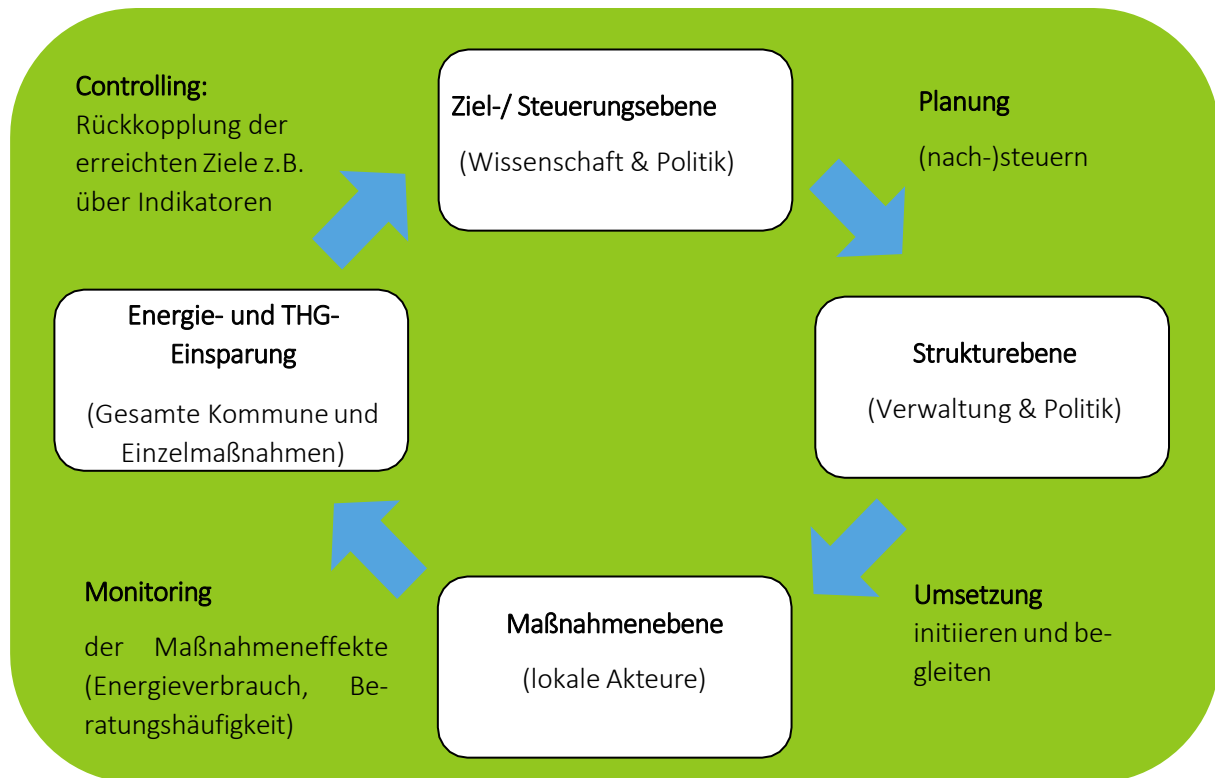 Controlling:
Rückkopplung der
erreichten Ziele z.B.
über Indikatoren
Ziel-/ Steuerungsebene
(Wissenschaft & Politik)
Planung
(nach-)steuern
Energie- und THG-
Einsparung
(Gesamte Kommune und
Einzelmaßnahmen)
Strukturebene
(Verwaltung & Politik)
Monitoring
der Maßnahmeneffekte
(Energieverbrauch, Be-
ratungshäufigkeit)
Maßnahmenebene
(lokale Akteure)
Umsetzung
initiieren und be-
gleiten